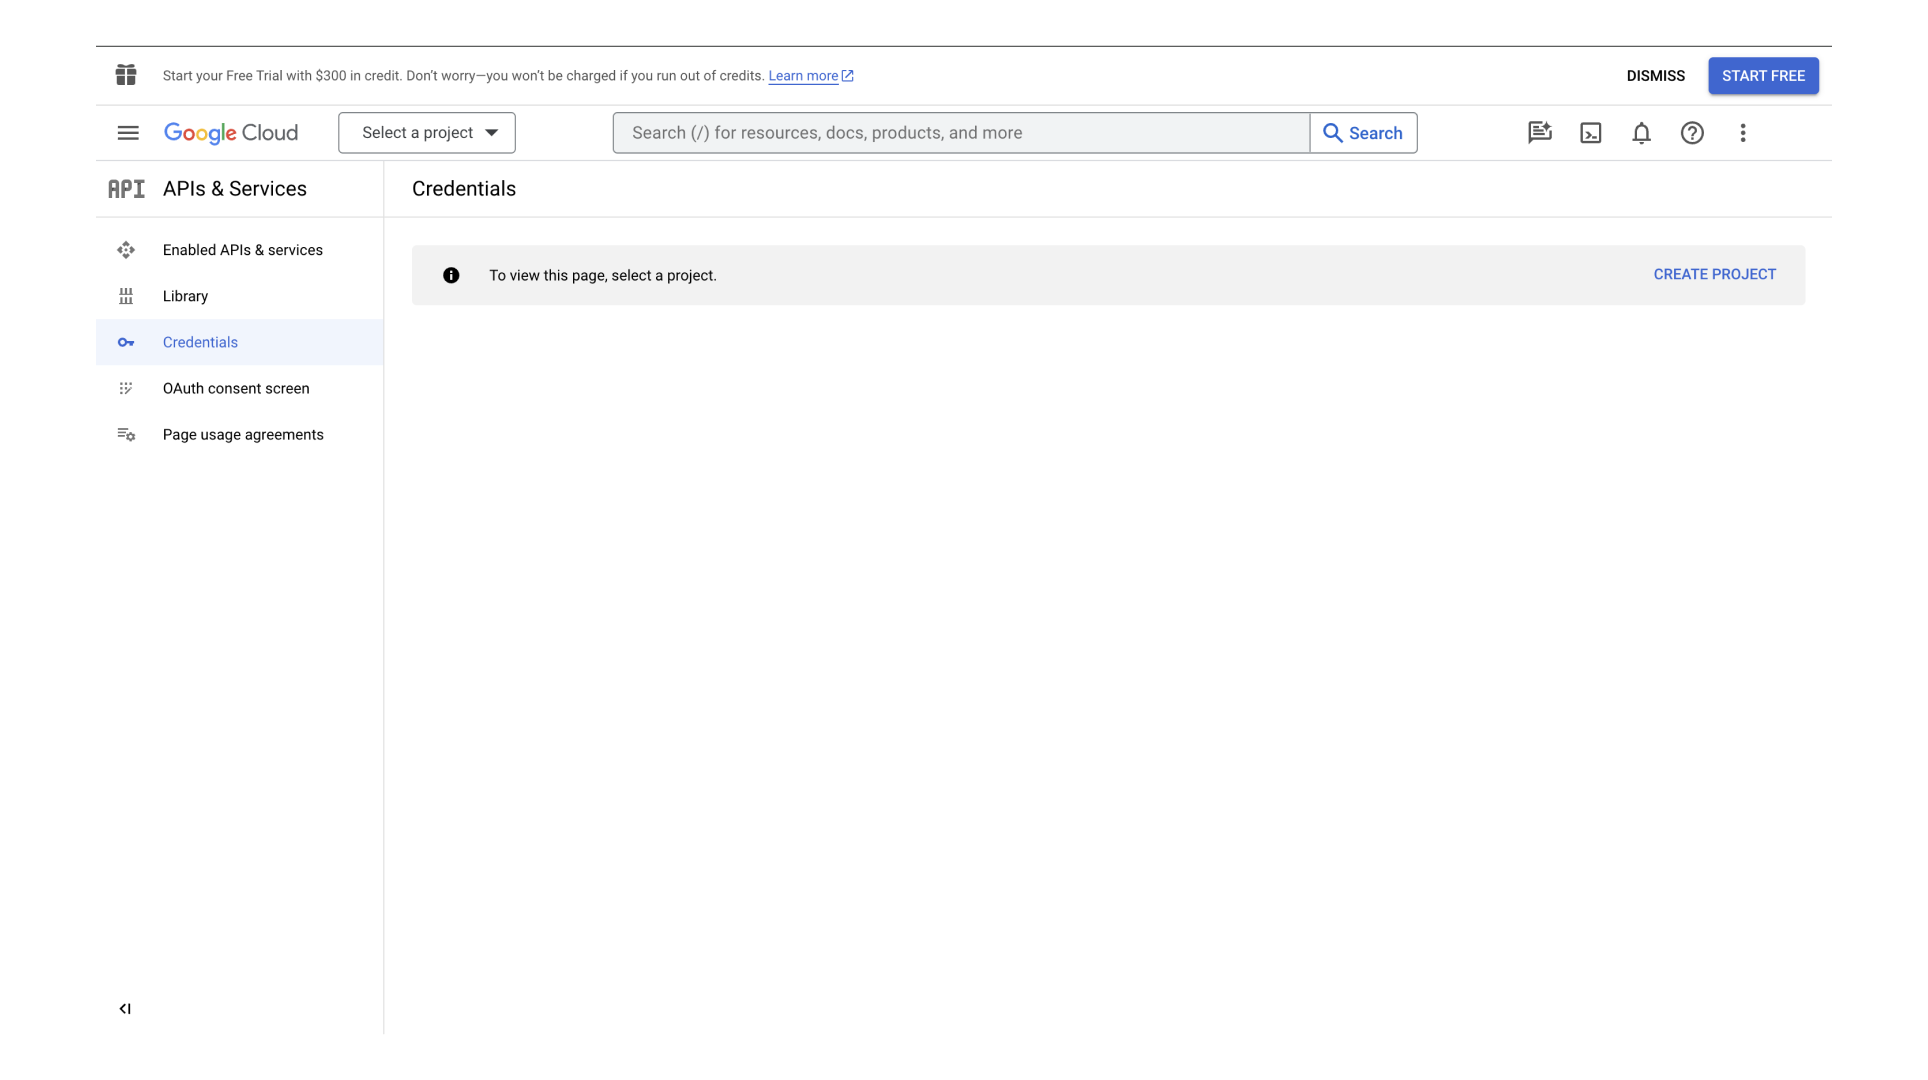 Start your Free Trial with $300 in credit. Don't worry—you won't be charged if you run out of credits. Learn more
DISMISS
START FREE
Google Cloud
Select a project
Search (/) for resources, docs, products, and more
Search
API
APIs & Services
Credentials
Enabled APIs & services
Library
Credentials
OAuth consent screen
Page usage agreements
To view this page, select a project.
CREATE PROJECT